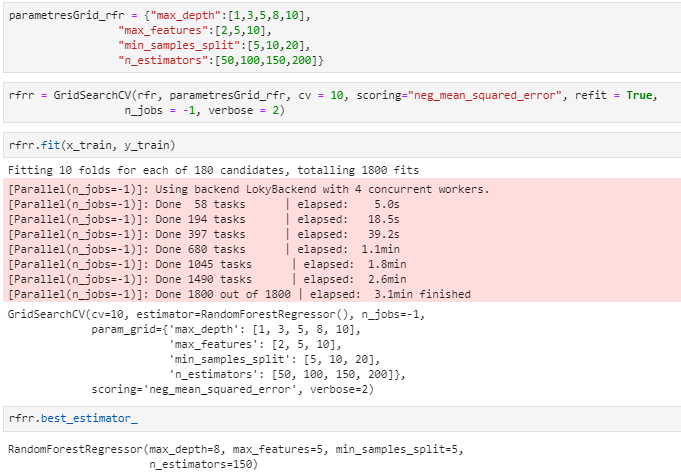 parametresGrid_rfr = {"max_depth":[1,3,5,8,10],
"max_features":[2,5,10],
"min_samples_split":[5,10,20],
"n_estimators":[50,100,150,200]}
rfrr = GridSearchCV(rfr, parametresGrid_rfr, cv = 10, scoring="neg_mean_squared_error", refit = True,
n_jobs = -1, verbose = 2)
rfrr.fit(x_train, y_train)
Fitting 10 folds for each of 180 candidates, totalling 1800 fits
[Parallel(n_jobs=-1)]: Using backend LokyBackend with 4 concurrent workers.
[Parallel(n_jobs=-1)]: Done  58 tasks      | elapsed:    5.0s
[Parallel(n_jobs=-1)]: Done 194 tasks      | elapsed:   18.5s
[Parallel(n_jobs=-1)]: Done 397 tasks      | elapsed:   39.2s
[Parallel(n_jobs=-1)]: Done 680 tasks      | elapsed:  1.1min
[Parallel(n_jobs=-1)]: Done 1045 tasks      | elapsed:  1.8min
[Parallel(n_jobs=-1)]: Done 1490 tasks      | elapsed:  2.6min
[Parallel(n_jobs=-1)]: Done 1800 out of 1800 | elapsed:  3.1min finished
GridSearchCV(cv=10, estimator=RandomForestRegressor(), n_jobs=-1,
param_grid={'max_depth': [1, 3, 5, 8, 10],
'max_features': [2, 5, 10],
'min_samples_split': [5, 10, 20],
'n_estimators': [50, 100, 150, 200]},
scoring='neg_mean_squared_error', verbose=2)
rfrr.best_estimator_
RandomForestRegressor(max_depth=8, max_features=5, min_samples_split=5,
n_estimators=150)